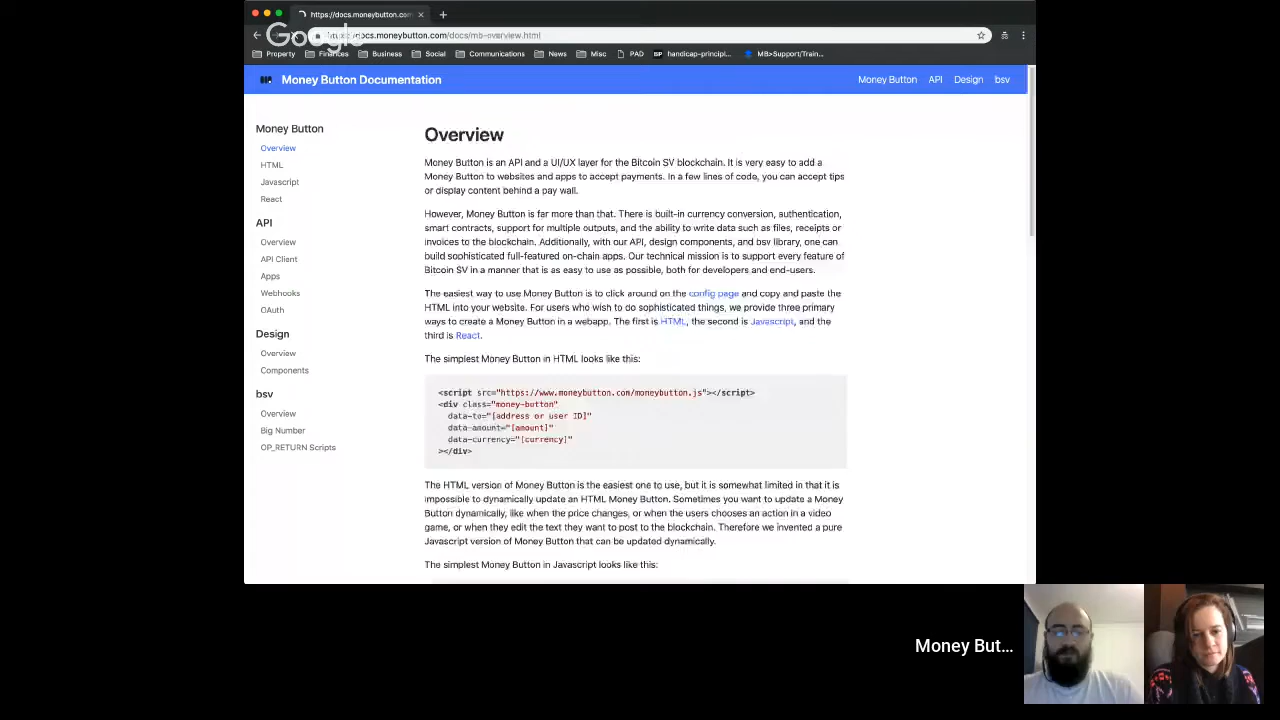 https://docs.moneybutton.com
Google
https://docs.moneybutton.com/docs/mb-overview.html
Property Finances Business Social Communications News Misc PAD BP handicap-principl... MB>Support/Train...
Money Button Documentation
Money Button API Design bsv
Money Button
Overview
HTML
Javascript
React
API
Overview
API Client
Apps
Webhooks
OAuth
Design
Overview
Components
bsv
Overview
Big Number
OP_RETURN Scripts
Overview
Money Button is an API and a UI/UX layer for the Bitcoin SV blockchain. It is very easy to add a
Money Button to websites and apps to accept payments. In a few lines of code, you can accept tips
or display content behind a pay wall.
However, Money Button is far more than that. There is built-in currency conversion, authentication,
smart contracts, support for multiple outputs, and the ability to write data such as files, receipts or
invoices to the blockchain. Additionally, with our API, design components, and bsv library, one can
build sophisticated full-featured on-chain apps. Our technical mission is to support every feature of
Bitcoin SV in a manner that is as easy to use as possible, both for developers and end-users.
The easiest way to use Money Button is to click around on the config page and copy and paste the
HTML into your website. For users who wish to do sophisticated things, we provide three primary
ways to create a Money Button in a webapp. The first is HTML, the second is Javascript, and the
third is React.
The simplest Money Button in HTML looks like this:
<script src="https://www.moneybutton.com/moneybutton.js"></script>
<div class="money-button"
data-to="[address or user ID]"
data-amount="[amount]"
data-currency="[currency]"
></div>
The HTML version of Money Button is the easiest one to use, but it is somewhat limited in that it is
impossible to dynamically update an HTML Money Button. Sometimes you want to update a Money
Button dynamically, like when the price changes, or when the users chooses an action in a video
game, or when they edit the text they want to post to the blockchain. Therefore we invented a pure
Javascript version of Money Button that can be updated dynamically.
The simplest Money Button in Javascript looks like this:
Money But...